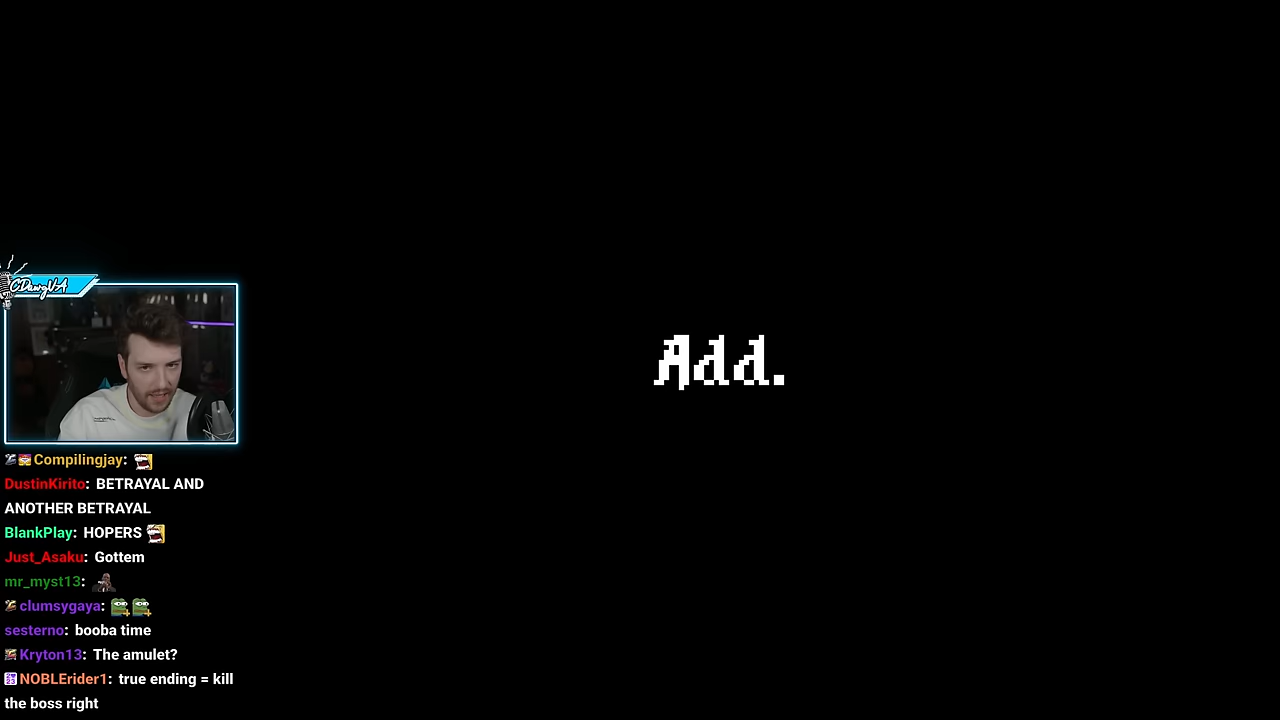 CDawgVA
Add.
Compilingjay:
DustinKirito: BETRAYAL AND
ANOTHER BETRAYAL
BlankPlay: HOPERS
Just_Asaku: Gottem
mr_myst13:
clumsygaya:
sesterno: booba time
Kryton13: The amulet?
NOBLErider1: true ending = kill
the boss right